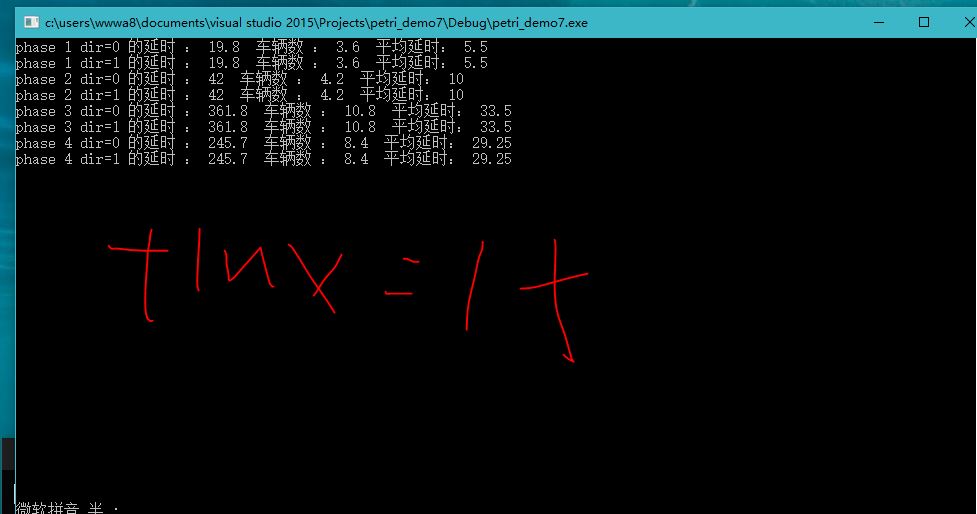 c:\users\wwwa8\documents\visual studio 2015\Projects\petri_demo7\Debug\petri_demo7.exe
phase 1 dir=0 的延时 : 19.8 车辆数 : 3.6 平均延时: 5.5
phase 1 dir=1 的延时 : 19.8 车辆数 : 3.6 平均延时: 5.5
phase 2 dir=0 的延时 : 42 车辆数 : 4.2 平均延时: 10
phase 2 dir=1 的延时 : 42 车辆数 : 4.2 平均延时: 10
phase 3 dir=0 的延时 : 361.8 车辆数 : 10.8 平均延时: 33.5
phase 3 dir=1 的延时 : 361.8 车辆数 : 10.8 平均延时: 33.5
phase 4 dir=0 的延时 : 245.7 车辆数 : 8.4 平均延时: 29.25
phase 4 dir=1 的延时 : 245.7 车辆数 : 8.4 平均延时: 29.25
tlnx=1t
微软拼音 半 :